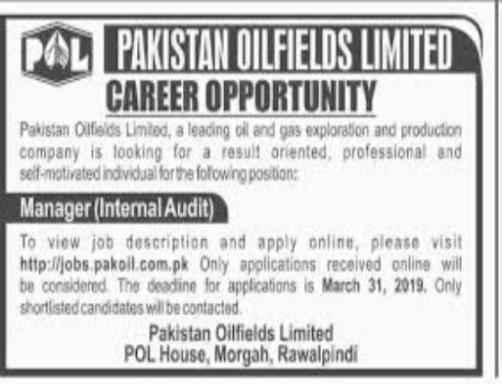 POL PAKISTAN OILFIELDS LIMITED
CAREER OPPORTUNITY
Pakistan Oilfields Limited, a leading oil and gas exploration and production
company is looking for a result oriented, professional and
self-motivated individual for the following position:
Manager (Internal Audit)
To view job description and apply online, please visit
http://jobs.pakoil.com.pk Only applications received online will
be considered. The deadline for applications is March 31, 2019. Only
shortlisted candidates will be contacted.
Pakistan Oilfields Limited
POL House, Morgah, Rawalpindi